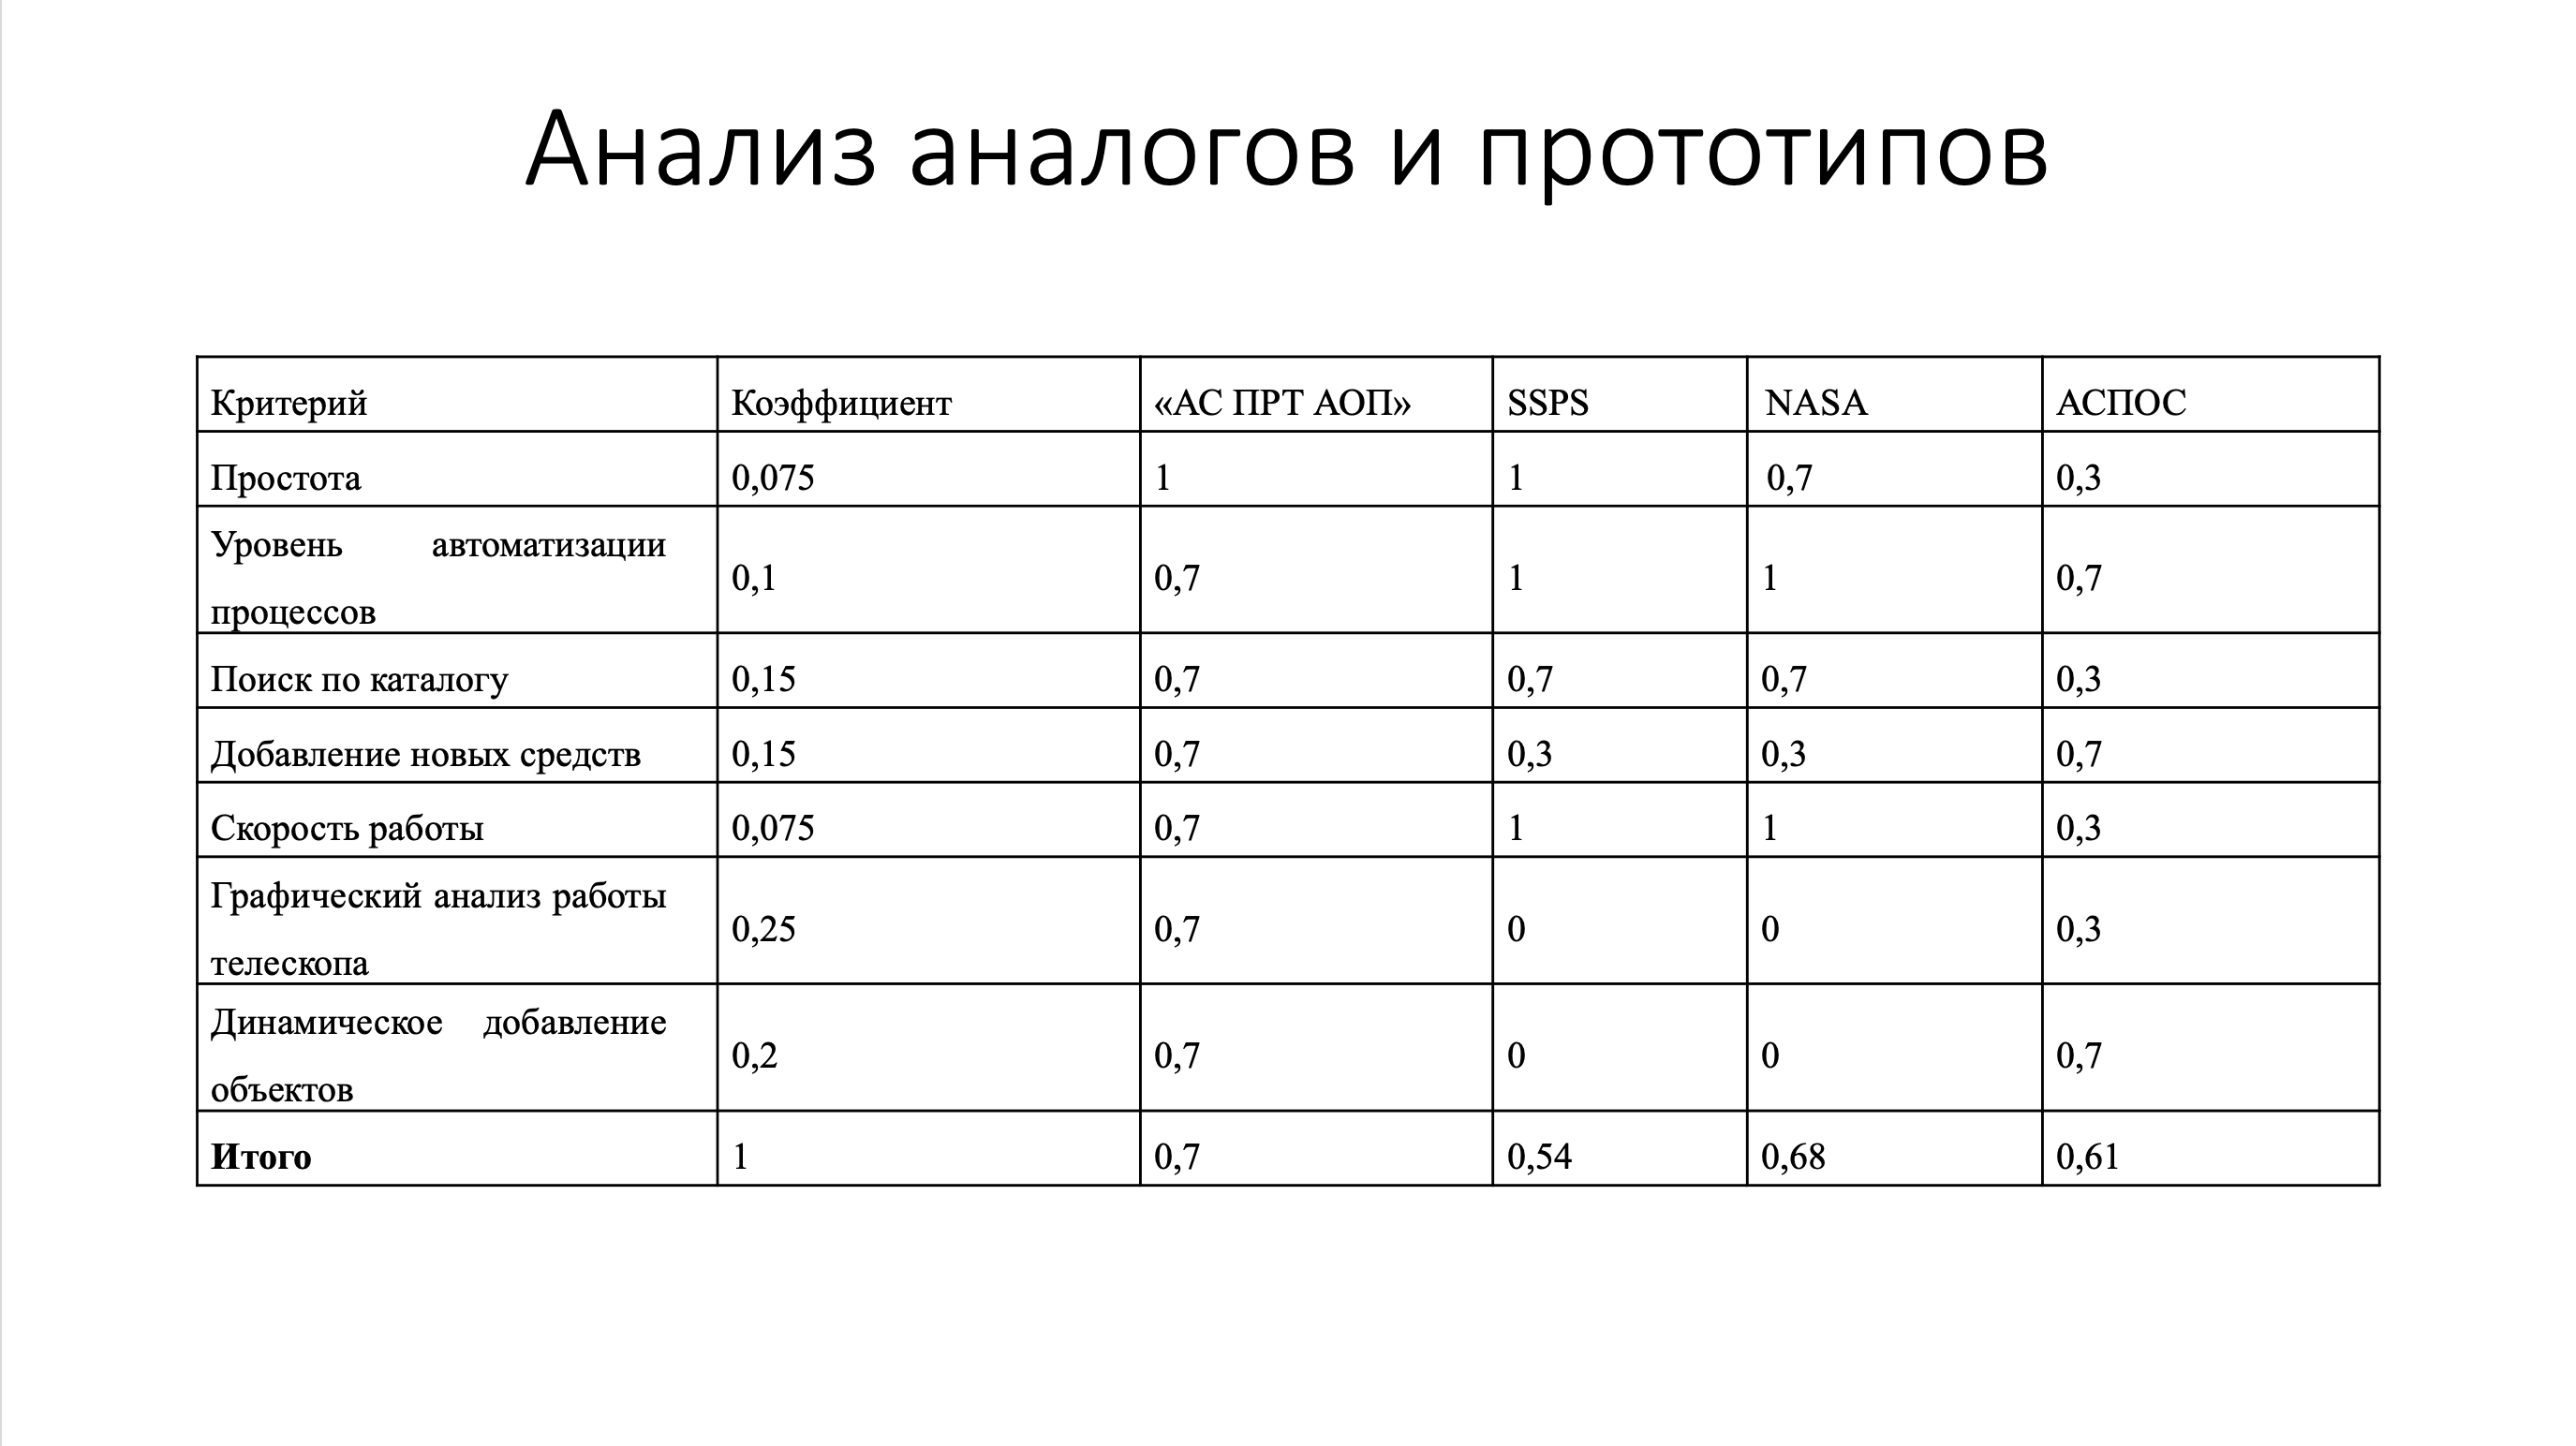 Анализ аналогов и прототипов
Критерий Коэффициент «АС ПРТ АОП» SSPS NASA АСПОС
Простота 0,075 1 1 0,7 0,3
Уровень автоматизации
процессов 0,1 0,7 1 1 0,7
Поиск по каталогу 0,15 0,7 0,7 0,7 0,3
Добавление новых средств 0,15 0,7 0,3 0,3 0,7
Скорость работы 0,075 0,7 1 1 0,3
Графический анализ работы
телескопа 0,25 0,7 0 0 0,3
Динамическое добавление
объектов 0,2 0,7 0 0 0,7
Итого 1 0,7 0,54 0,68 0,61